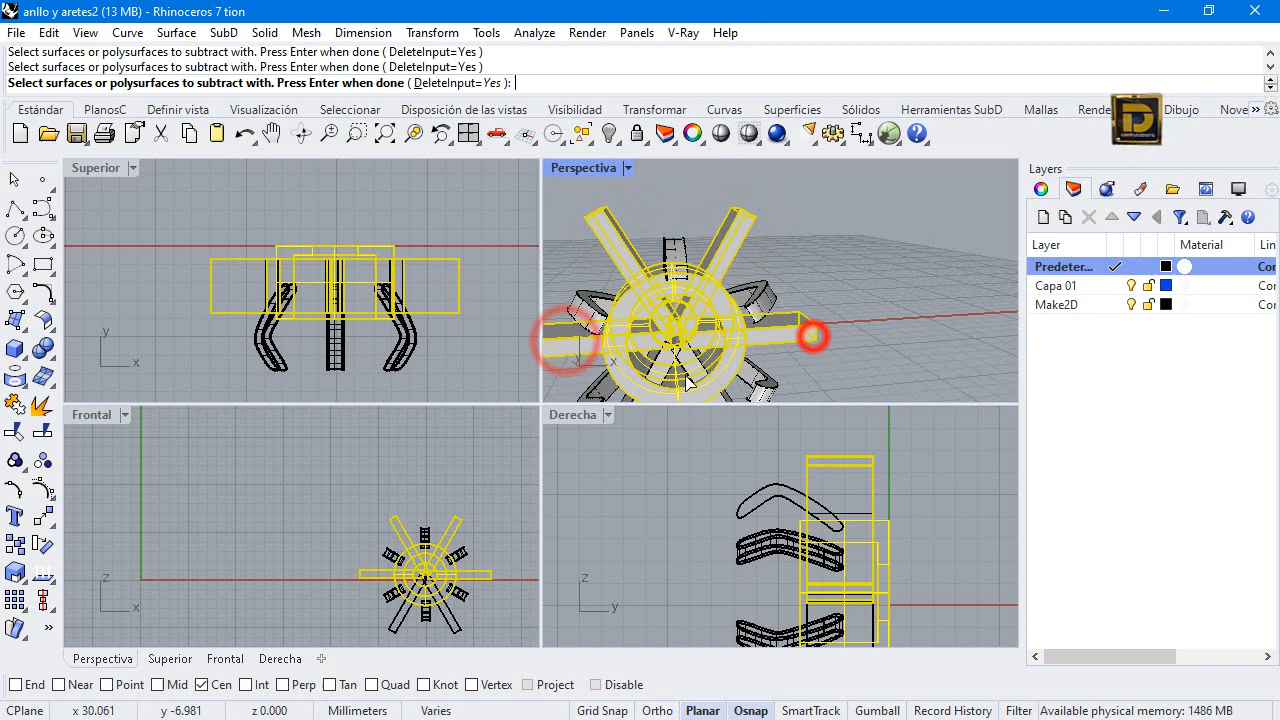 anllo y aretes2 (13 MB) - Rhinoceros 7 tion
File Edit View Curve Surface SubD Solid Mesh Dimension Transform Tools Analyze Render Panels V-Ray Help
Select surfaces or polysurfaces to subtract with. Press Enter when done ( DeleteInput=Yes )
Select surfaces or polysurfaces to subtract with. Press Enter when done ( DeleteInput=Yes )
Select surfaces or polysurfaces to subtract with. Press Enter when done ( DeleteInput=Yes ):
Estándar PlanosC Definir vista Visualización Seleccionar Disposición de las vistas Visibilidad Transformar Curvas Superficies Sólidos Herramientas SubD Mallas Rende Dibujo Nove »
Superior
Perspectiva
Layers
Layer Material Lin
Predeter... Cor
Capa 01 Cor
Make2D Cor
y
x
y x
Frontal
Derecha
z
x
z
y
Perspectiva Superior Frontal Derecha
End Near Point Mid Cen Int Perp Tan Quad Knot Vertex Project Disable
CPlane x 30.061 y -6.981 z 0.000 Millimeters Varies Grid Snap Ortho Planar Osnap SmartTrack Gumball Record History Filter Available physical memory: 1486 MB